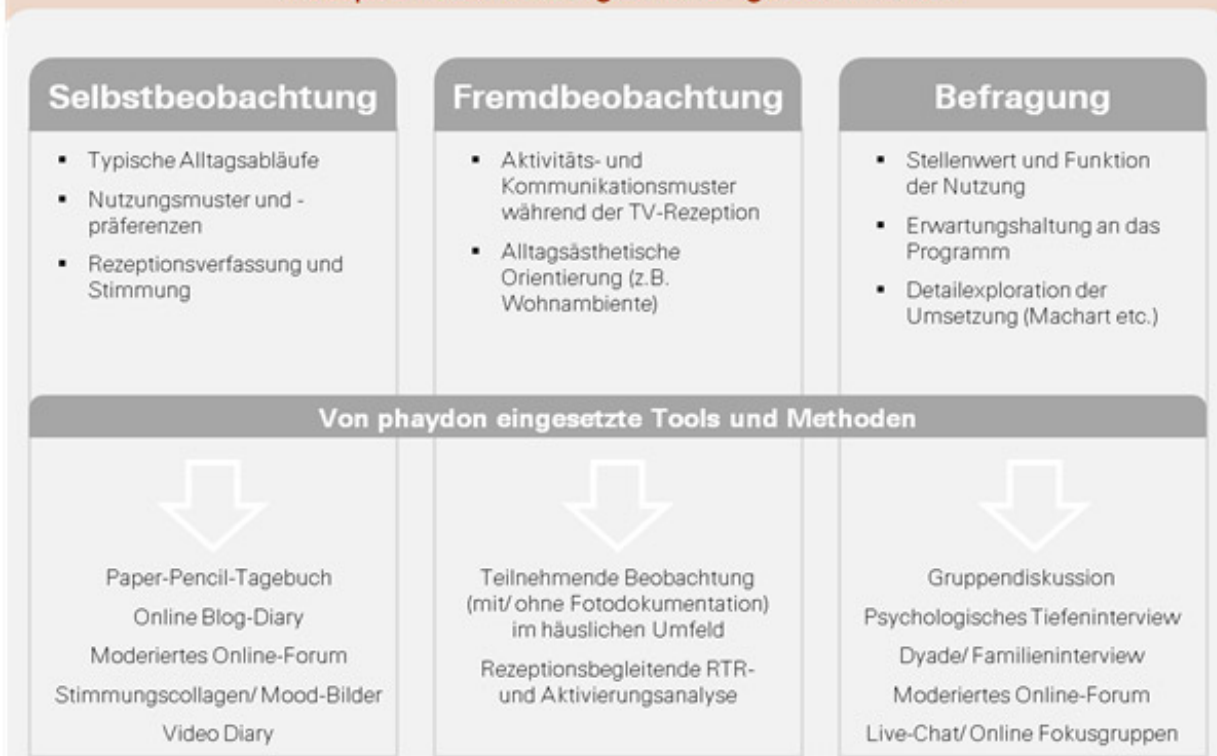 Selbstbeobachtung
▪ Typische Alltagsabläufe
▪ Nutzungsmuster und -
präferenzen
▪ Rezeptionsverfassung und
Stimmung
Fremdbeobachtung
▪ Aktivitäts- und
Kommunikationsmuster
während der TV-Rezeption
▪ Alltagsästhetische
Orientierung (z.B.
Wohnambiente)
Befragung
▪ Stellenwert und Funktion
der Nutzung
▪ Erwartungshaltung an das
Programm
▪ Detailexploration der
Umsetzung (Machart etc.)
Von phaydon eingesetzte Tools und Methoden
Paper-Pencil-Tagebuch
Online Blog-Diary
Moderiertes Online-Forum
Stimmungscollagen/ Mood-Bilder
Video Diary
Teilnehmende Beobachtung
(mit/ ohne Fotodokumentation)
im häuslichen Umfeld
Rezeptionsbegleitende RTR-
und Aktivierungsanalyse
Gruppendiskussion
Psychologisches Tiefeninterview
Dyade/ Familieninterview
Moderiertes Online-Forum
Live-Chat/ Online Fokusgruppen